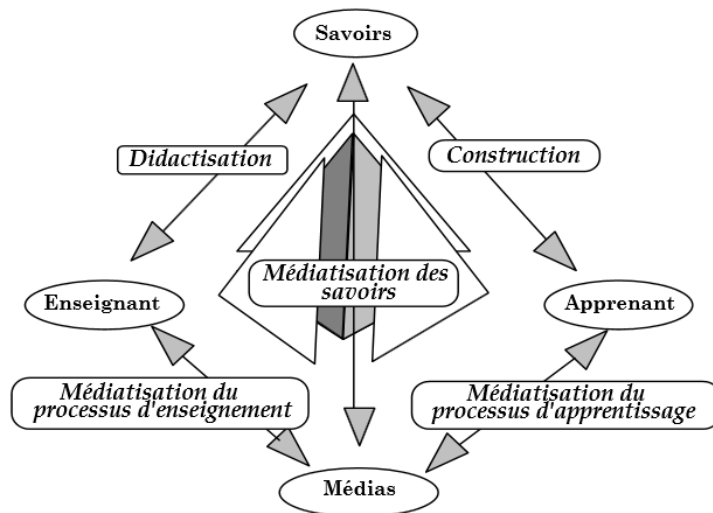 Savoirs
Didactisation
Construction
Médiatisation des
savoirs
Enseignant
Apprenant
Médiatisation du
processus d'enseignement
Médiatisation du
processus d'apprentissage
Médias